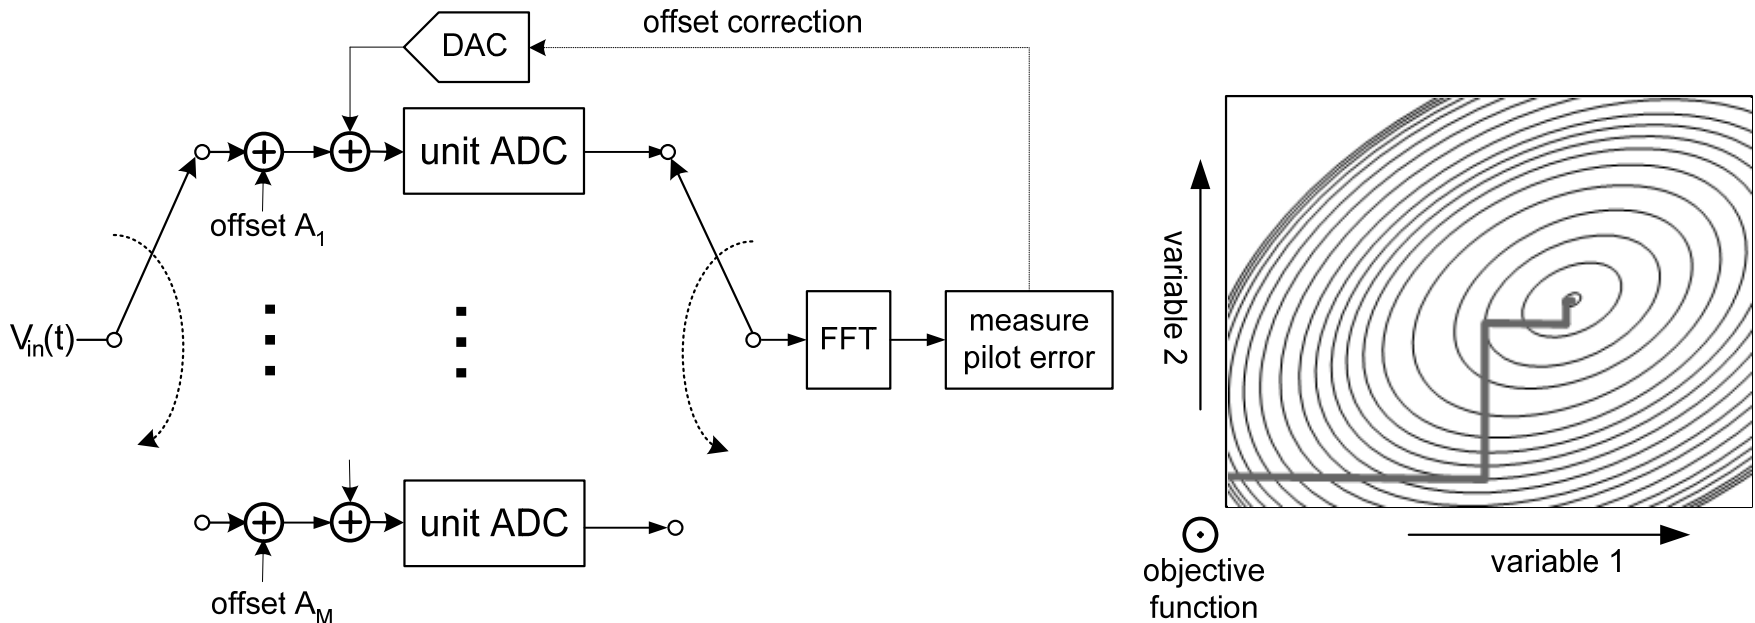 offset correction
DAC
unit ADC
offset A1
Vin(t)
FFT
measure
pilot error
unit ADC
offset AM
variable 2
variable 1
objective
function